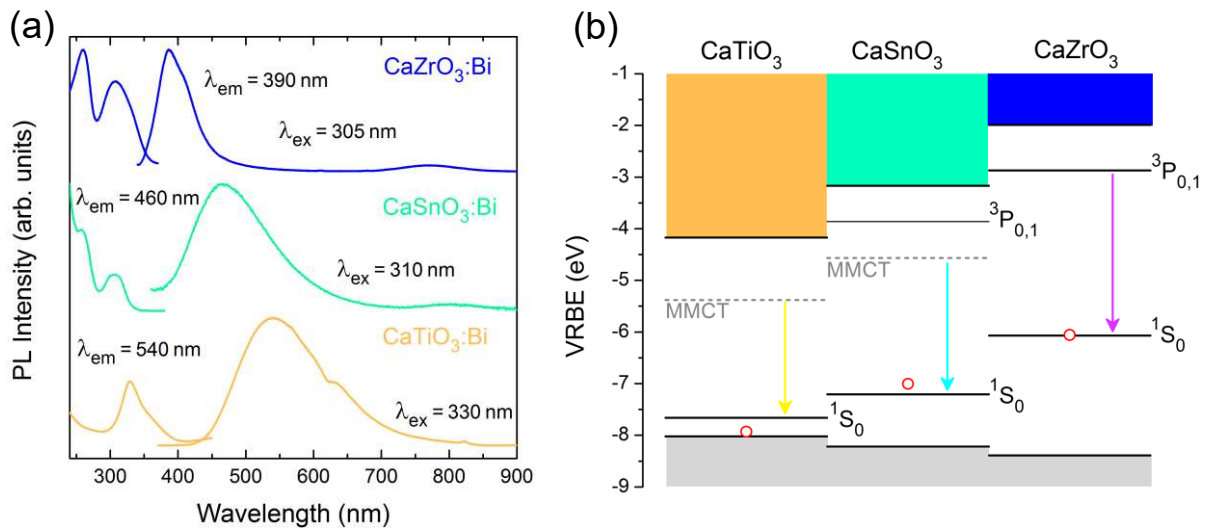 (a)
PL Intensity (arb. units)
CaZrO₃:Bi
λem = 390 nm
λex = 305 nm
λem = 460 nm
CaSnO₃:Bi
λex = 310 nm
CaTiO₃:Bi
λem = 540 nm
λex = 330 nm
300 400 500 600 700 800 900
Wavelength (nm)
(b)
CaTiO₃ CaSnO₃ CaZrO₃
VRBE (eV)
-1
-2
-3
-4
-5
-6
-7
-8
-9
³P₀,₁
³P₀,₁
MMCT
MMCT
¹S₀
¹S₀
¹S₀